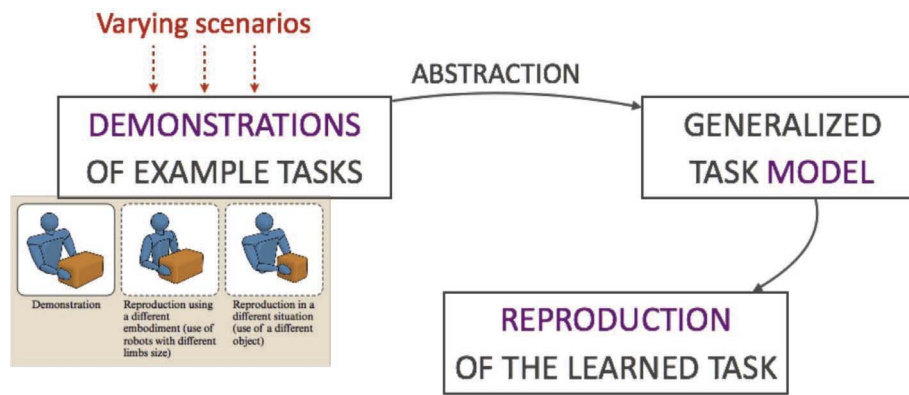 Varying scenarios
ABSTRACTION
DEMONSTRATIONS
OF EXAMPLE TASKS
GENERALIZED
TASK MODEL
Demonstration
Reproduction using
a different
embodiment (use of
robots with different
limbs size)
Reproduction in a
different situation
(use of a different
object)
REPRODUCTION
OF THE LEARNED TASK